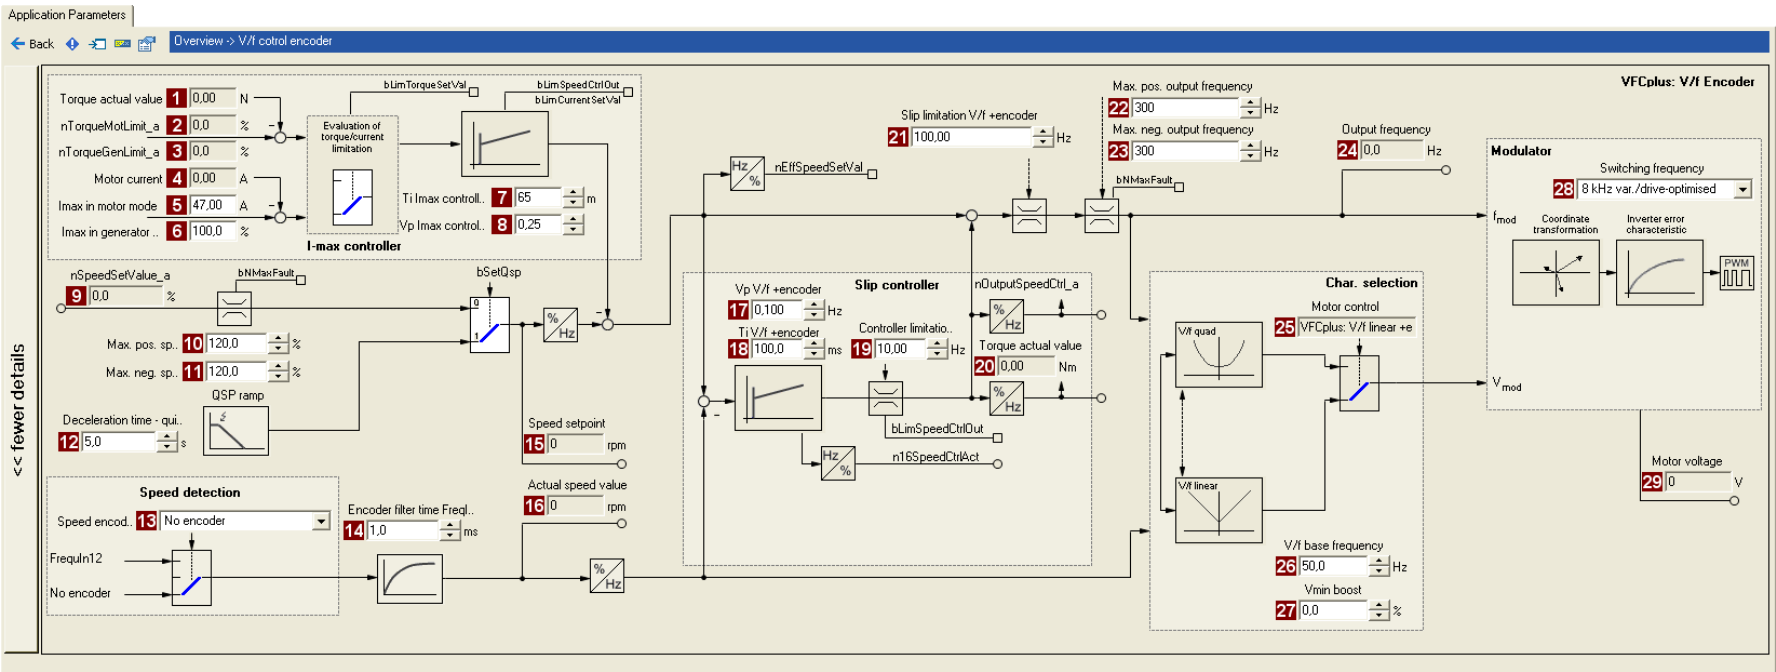 Application Parameters
Back
Overview -> V/f cotrol encoder
<< fewer details
VFCplus: V/f Encoder
Torque actual value 1 0,00 N
nTorqueMotLimit_a 2 0,0 %
nTorqueGenLimit_a 3 0,0 %
Motor current 4 0,00 A
Imax in motor mode 5 47,00 A
Imax in generator .. 6 100,0 %
Evaluation of
torque/current
limitation
bLimTorqueSetVal
bLimSpeedCtrlOut
bLimCurrentSetVal
Ti Imax controll.. 7 65 m
Vp Imax control.. 8 0,25
I-max controller
nSpeedSetValue_a
9 0,0 %
bNMaxFault
bSetQsp
0
1
%
Hz
Max. pos. sp.. 10 120,0 %
Max. neg. sp.. 11 120,0 %
QSP ramp
Deceleration time - qui..
12 5,0 s
Speed detection
Speed encod.. 13 No encoder
FrequIn12
No encoder
Encoder filter time FreqI..
14 1,0 ms
Speed setpoint
15 0 rpm
Actual speed value
16 0 rpm
%
Hz
Hz
%
nEffSpeedSetVal
Slip controller
Vp V/f +encoder
17 0,100 Hz
Ti V/f +encoder
18 100,0 ms
Controller limitatio..
19 10,00 Hz
bLimSpeedCtrlOut
Hz
%
n16SpeedCtrlAct
nOutputSpeedCtrl_a
%
Hz
Torque actual value
20 0,00 Nm
%
Hz
Slip limitation V/f +encoder
21 100,00 Hz
Max. pos. output frequency
22 300 Hz
Max. neg. output frequency
23 300 Hz
bNMaxFault
Output frequency
24 0,0 Hz
Char. selection
Motor control
25 VFCplus: V/f linear +e
V/f quad
V/f linear
V/f base frequency
26 50,0 Hz
Vmin boost
27 0,0 %
Modulator
Switching frequency
28 8 kHz var./drive-optimised
fmod
Coordinate
transformation
Inverter error
characteristic
PWM
Vmod
Motor voltage
29 0 V